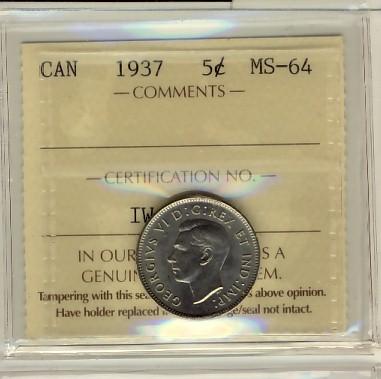 CAN 1937 5¢ MS-64
— COMMENTS —
— CERTIFICATION NO. —
IW
GEORGIVS VI D:G:REX ET IND:IMP:
IN OUR S A
GENUIN EM.
Tampering with this sea s above opinion.
Have holder replaced i ge/seal not intact.